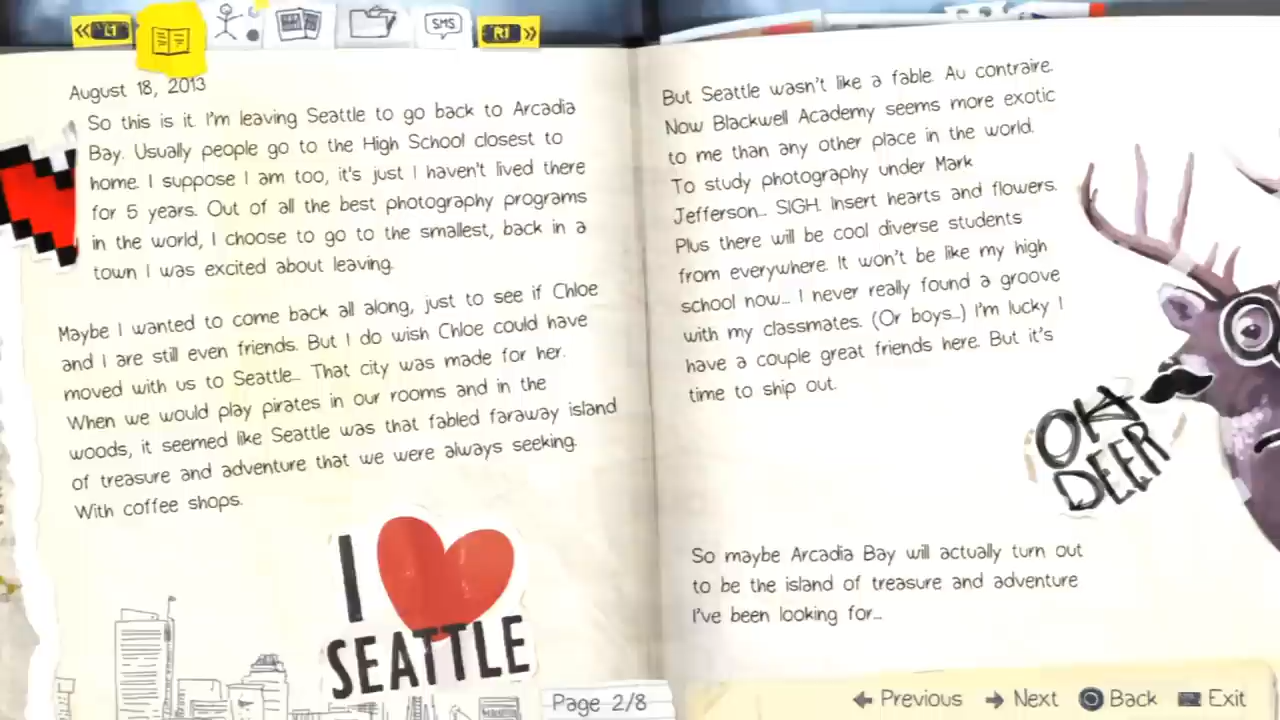 L1
SMS
R1
August 18, 2013
So this is it. I'm leaving Seattle to go back to Arcadia
Bay. Usually people go to the High School closest to
home. I suppose I am too, it's just I haven't lived there
for 5 years. Out of all the best photography programs
in the world, I choose to go to the smallest, back in a
town I was excited about leaving.
Maybe I wanted to come back all along, just to see if Chloe
and I are still even friends. But I do wish Chloe could have
moved with us to Seattle... That city was made for her.
When we would play pirates in our rooms and in the
woods, it seemed like Seattle was that fabled faraway island
of treasure and adventure that we were always seeking.
With coffee shops.
I
SEATTLE
Page 2/8
But Seattle wasn't like a fable. Au contraire.
Now Blackwell Academy seems more exotic
to me than any other place in the world.
To study photography under Mark
Jefferson... SIGH. Insert hearts and flowers.
Plus there will be cool diverse students
from everywhere. It won't be like my high
school now... I never really found a groove
with my classmates. (Or boys...) I'm lucky I
have a couple great friends here. But it's
time to ship out.
OH
DEER
So maybe Arcadia Bay will actually turn out
to be the island of treasure and adventure
I've been looking for...
Previous
Next
Back
Exit